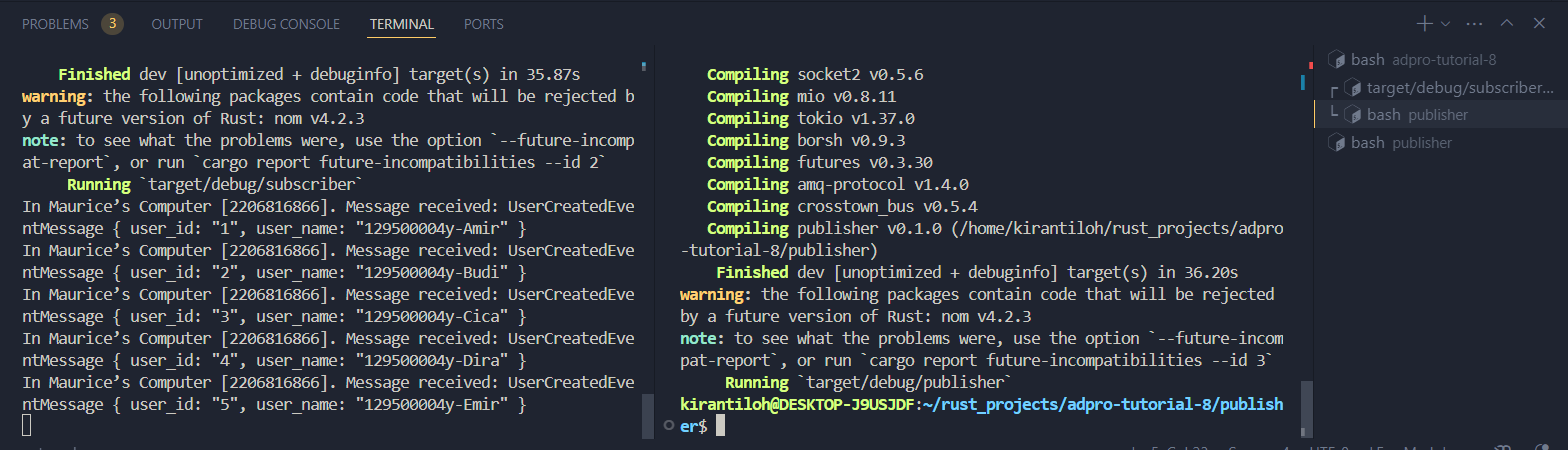 PROBLEMS 3 OUTPUT DEBUG CONSOLE TERMINAL PORTS
Finished dev [unoptimized + debuginfo] target(s) in 35.87s
warning: the following packages contain code that will be rejected b
y a future version of Rust: nom v4.2.3
note: to see what the problems were, use the option `--future-incomp
at-report`, or run `cargo report future-incompatibilities --id 2`
Running `target/debug/subscriber`
In Maurice’s Computer [2206816866]. Message received: UserCreatedEve
ntMessage { user_id: "1", user_name: "129500004y-Amir" }
In Maurice’s Computer [2206816866]. Message received: UserCreatedEve
ntMessage { user_id: "2", user_name: "129500004y-Budi" }
In Maurice’s Computer [2206816866]. Message received: UserCreatedEve
ntMessage { user_id: "3", user_name: "129500004y-Cica" }
In Maurice’s Computer [2206816866]. Message received: UserCreatedEve
ntMessage { user_id: "4", user_name: "129500004y-Dira" }
In Maurice’s Computer [2206816866]. Message received: UserCreatedEve
ntMessage { user_id: "5", user_name: "129500004y-Emir" }
Compiling socket2 v0.5.6
Compiling mio v0.8.11
Compiling tokio v1.37.0
Compiling borsh v0.9.3
Compiling futures v0.3.30
Compiling amq-protocol v1.4.0
Compiling crosstown_bus v0.5.4
Compiling publisher v0.1.0 (/home/kirantiloh/rust_projects/adpro
-tutorial-8/publisher)
Finished dev [unoptimized + debuginfo] target(s) in 36.20s
warning: the following packages contain code that will be rejected
by a future version of Rust: nom v4.2.3
note: to see what the problems were, use the option `--future-incom
pat-report`, or run `cargo report future-incompatibilities --id 3`
Running `target/debug/publisher`
kirantiloh@DESKTOP-J9USJDF:~/rust_projects/adpro-tutorial-8/publish
er$
bash adpro-tutorial-8
target/debug/subscriber...
bash publisher
bash publisher